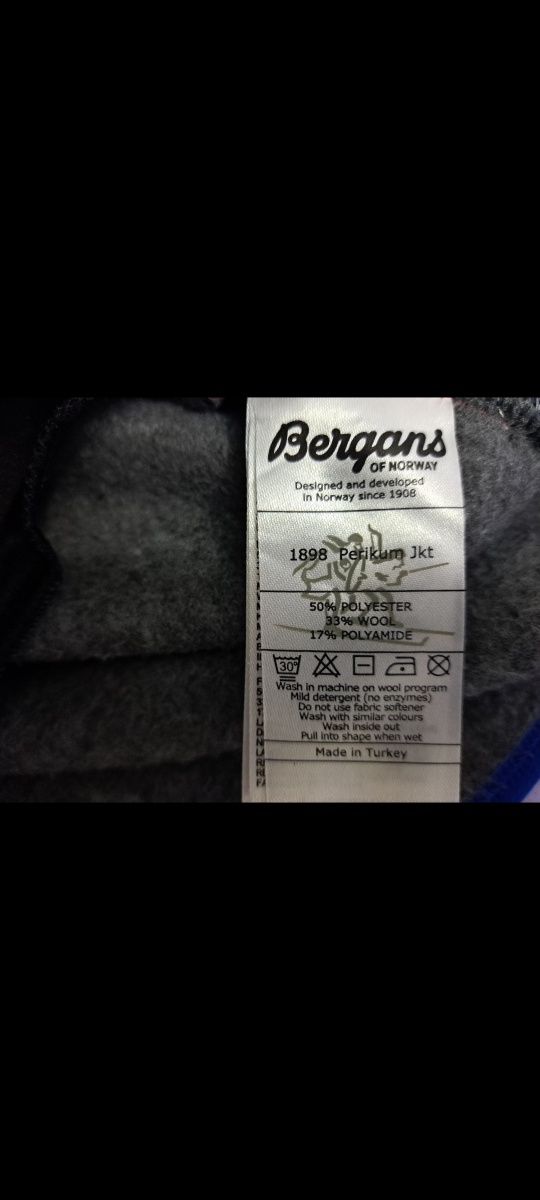 Bergans
OF NORWAY
Designed and developed
in Norway since 1908
1898 Perikum Jkt
50% POLYESTER
33% WOOL
17% POLYAMIDE
30°
Wash in machine on wool program
Mild detergent (no enzymes)
Do not use fabric softener
Wash with similar colours
Wash inside out
Pull into shape when wet
Made in Turkey